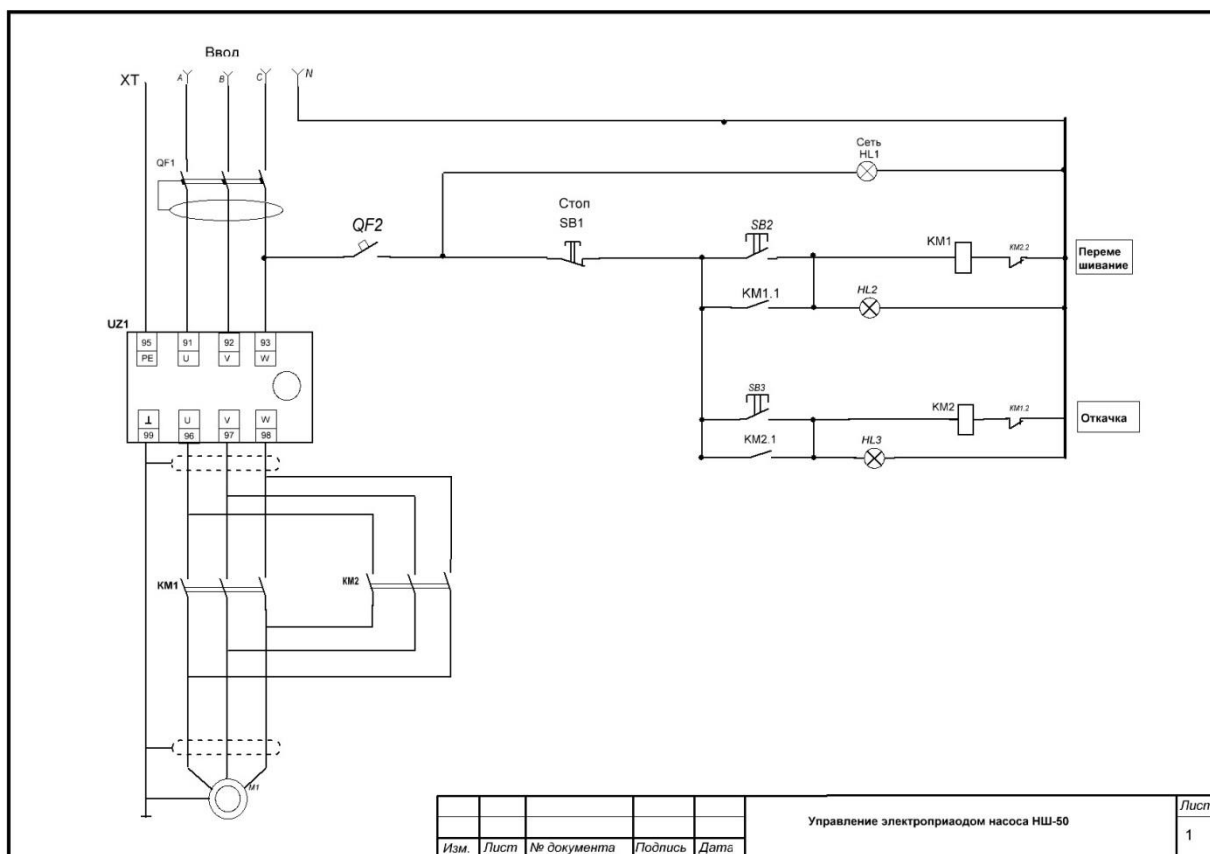 Ввод
XT
A
B
C
N
QF1
Сеть
HL1
Стоп
SB1
QF2
SB2
KM1
KM2.2
Переме
шивание
KM1.1
HL2
UZ1
95
91
92
93
PE
U
V
W
U
V
W
99
96
97
98
SB3
KM2
KM1.2
Откачка
KM2.1
HL3
KM1
KM2
M1
Управление электроприаодом насоса НШ-50
Лист
1
Изм.
Лист
№ документа
Подпись
Дата